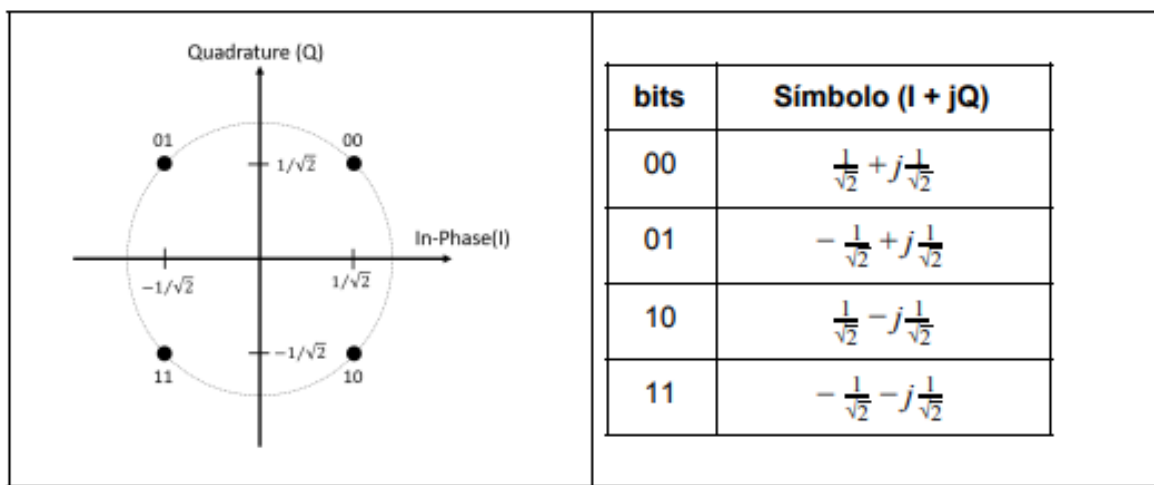 Quadrature (Q)
01 00
1/√2
In-Phase(I)
−1/√2 1/√2
−1/√2
11 10
bits Símbolo (I + jQ)
00 1/√2 + j 1/√2
01 − 1/√2 + j 1/√2
10 1/√2 − j 1/√2
11 − 1/√2 − j 1/√2